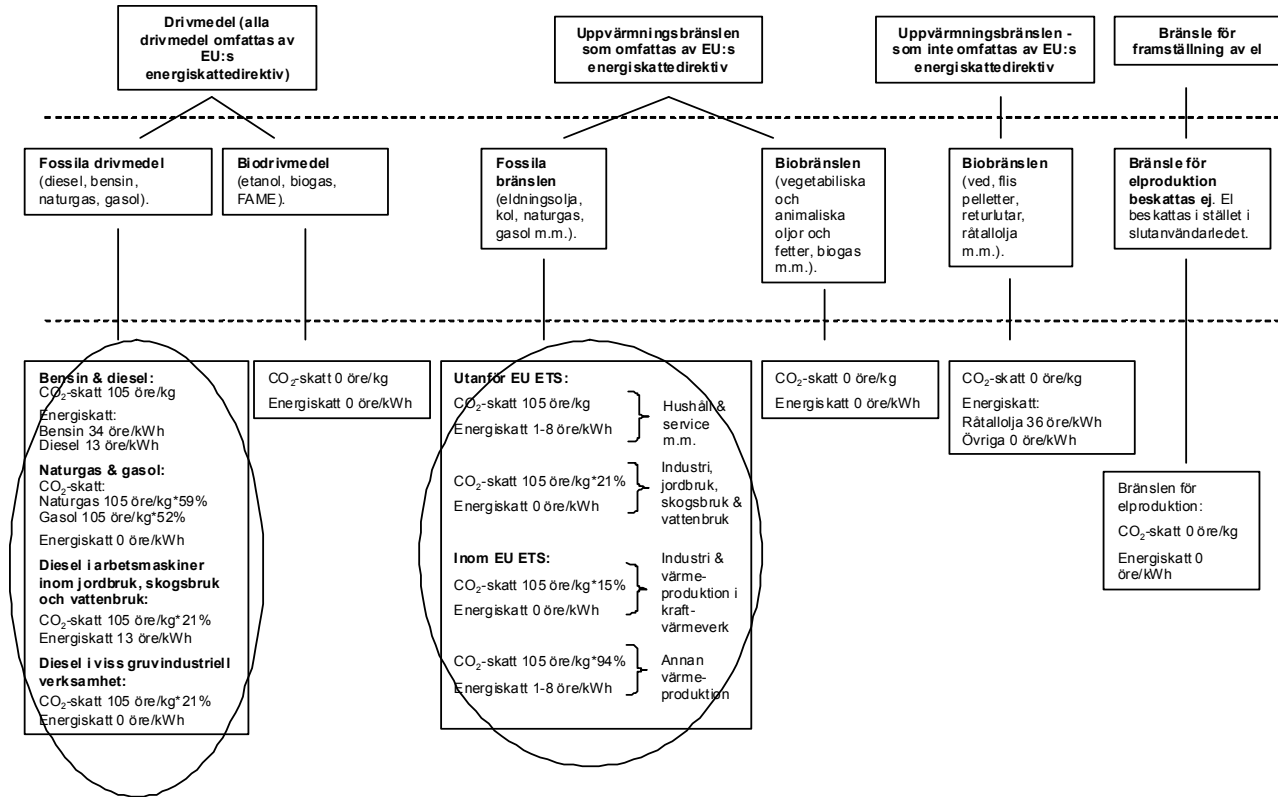 Drivmedel (alla
drivmedel omfattas av
EU:s
energiskattedirektiv)
Uppvärmningsbränslen
som omfattas av EU:s
energiskattedirektiv
Uppvärmningsbränslen -
som inte omfattas av EU:s
energiskattedirektiv
Bränsle för
framställning av el
Fossila drivmedel
(diesel, bensin,
naturgas, gasol).
Biodrivmedel
(etanol, biogas,
FAME).
Fossila
bränslen
(eldningsolja,
kol, naturgas,
gasol m.m.).
Biobränslen
(vegetabiliska
och
animaliska
oljor och
fetter, biogas
m.m.).
Biobränslen
(ved, flis
pelletter,
returlutar,
råtallolja
m.m.).
Bränsle för
elproduktion
beskattas ej. El
beskattas i stället i
slutanvändarledet.
Bensin & diesel:
CO₂-skatt 105 öre/kg
Energiskatt:
Bensin 34 öre/kWh
Diesel 13 öre/kWh
Naturgas & gasol:
CO₂-skatt:
Naturgas 105 öre/kg*59%
Gasol 105 öre/kg*52%
Energiskatt 0 öre/kWh
Diesel i arbetsmaskiner
inom jordbruk, skogsbruk
och vattenbruk:
CO₂-skatt 105 öre/kg*21%
Energiskatt 13 öre/kWh
Diesel i viss gruvindustriell
verksamhet:
CO₂-skatt 105 öre/kg*21%
Energiskatt 0 öre/kWh
CO₂-skatt 0 öre/kg
Energiskatt 0 öre/kWh
Utanför EU ETS:
CO₂-skatt 105 öre/kg
Energiskatt 1-8 öre/kWh
Hushåll &
service
m.m.
CO₂-skatt 105 öre/kg*21%
Energiskatt 0 öre/kWh
Industri,
jordbruk,
skogsbruk &
vattenbruk
Inom EU ETS:
CO₂-skatt 105 öre/kg*15%
Energiskatt 0 öre/kWh
Industri &
värme-
produktion i
kraft-
värmeverk
CO₂-skatt 105 öre/kg*94%
Energiskatt 1-8 öre/kWh
Annan
värme-
produktion
CO₂-skatt 0 öre/kg
Energiskatt 0 öre/kWh
CO₂-skatt 0 öre/kg
Energiskatt:
Råtallolja 36 öre/kWh
Övriga 0 öre/kWh
Bränslen för
elproduktion:
CO₂-skatt 0 öre/kg
Energiskatt 0
öre/kWh